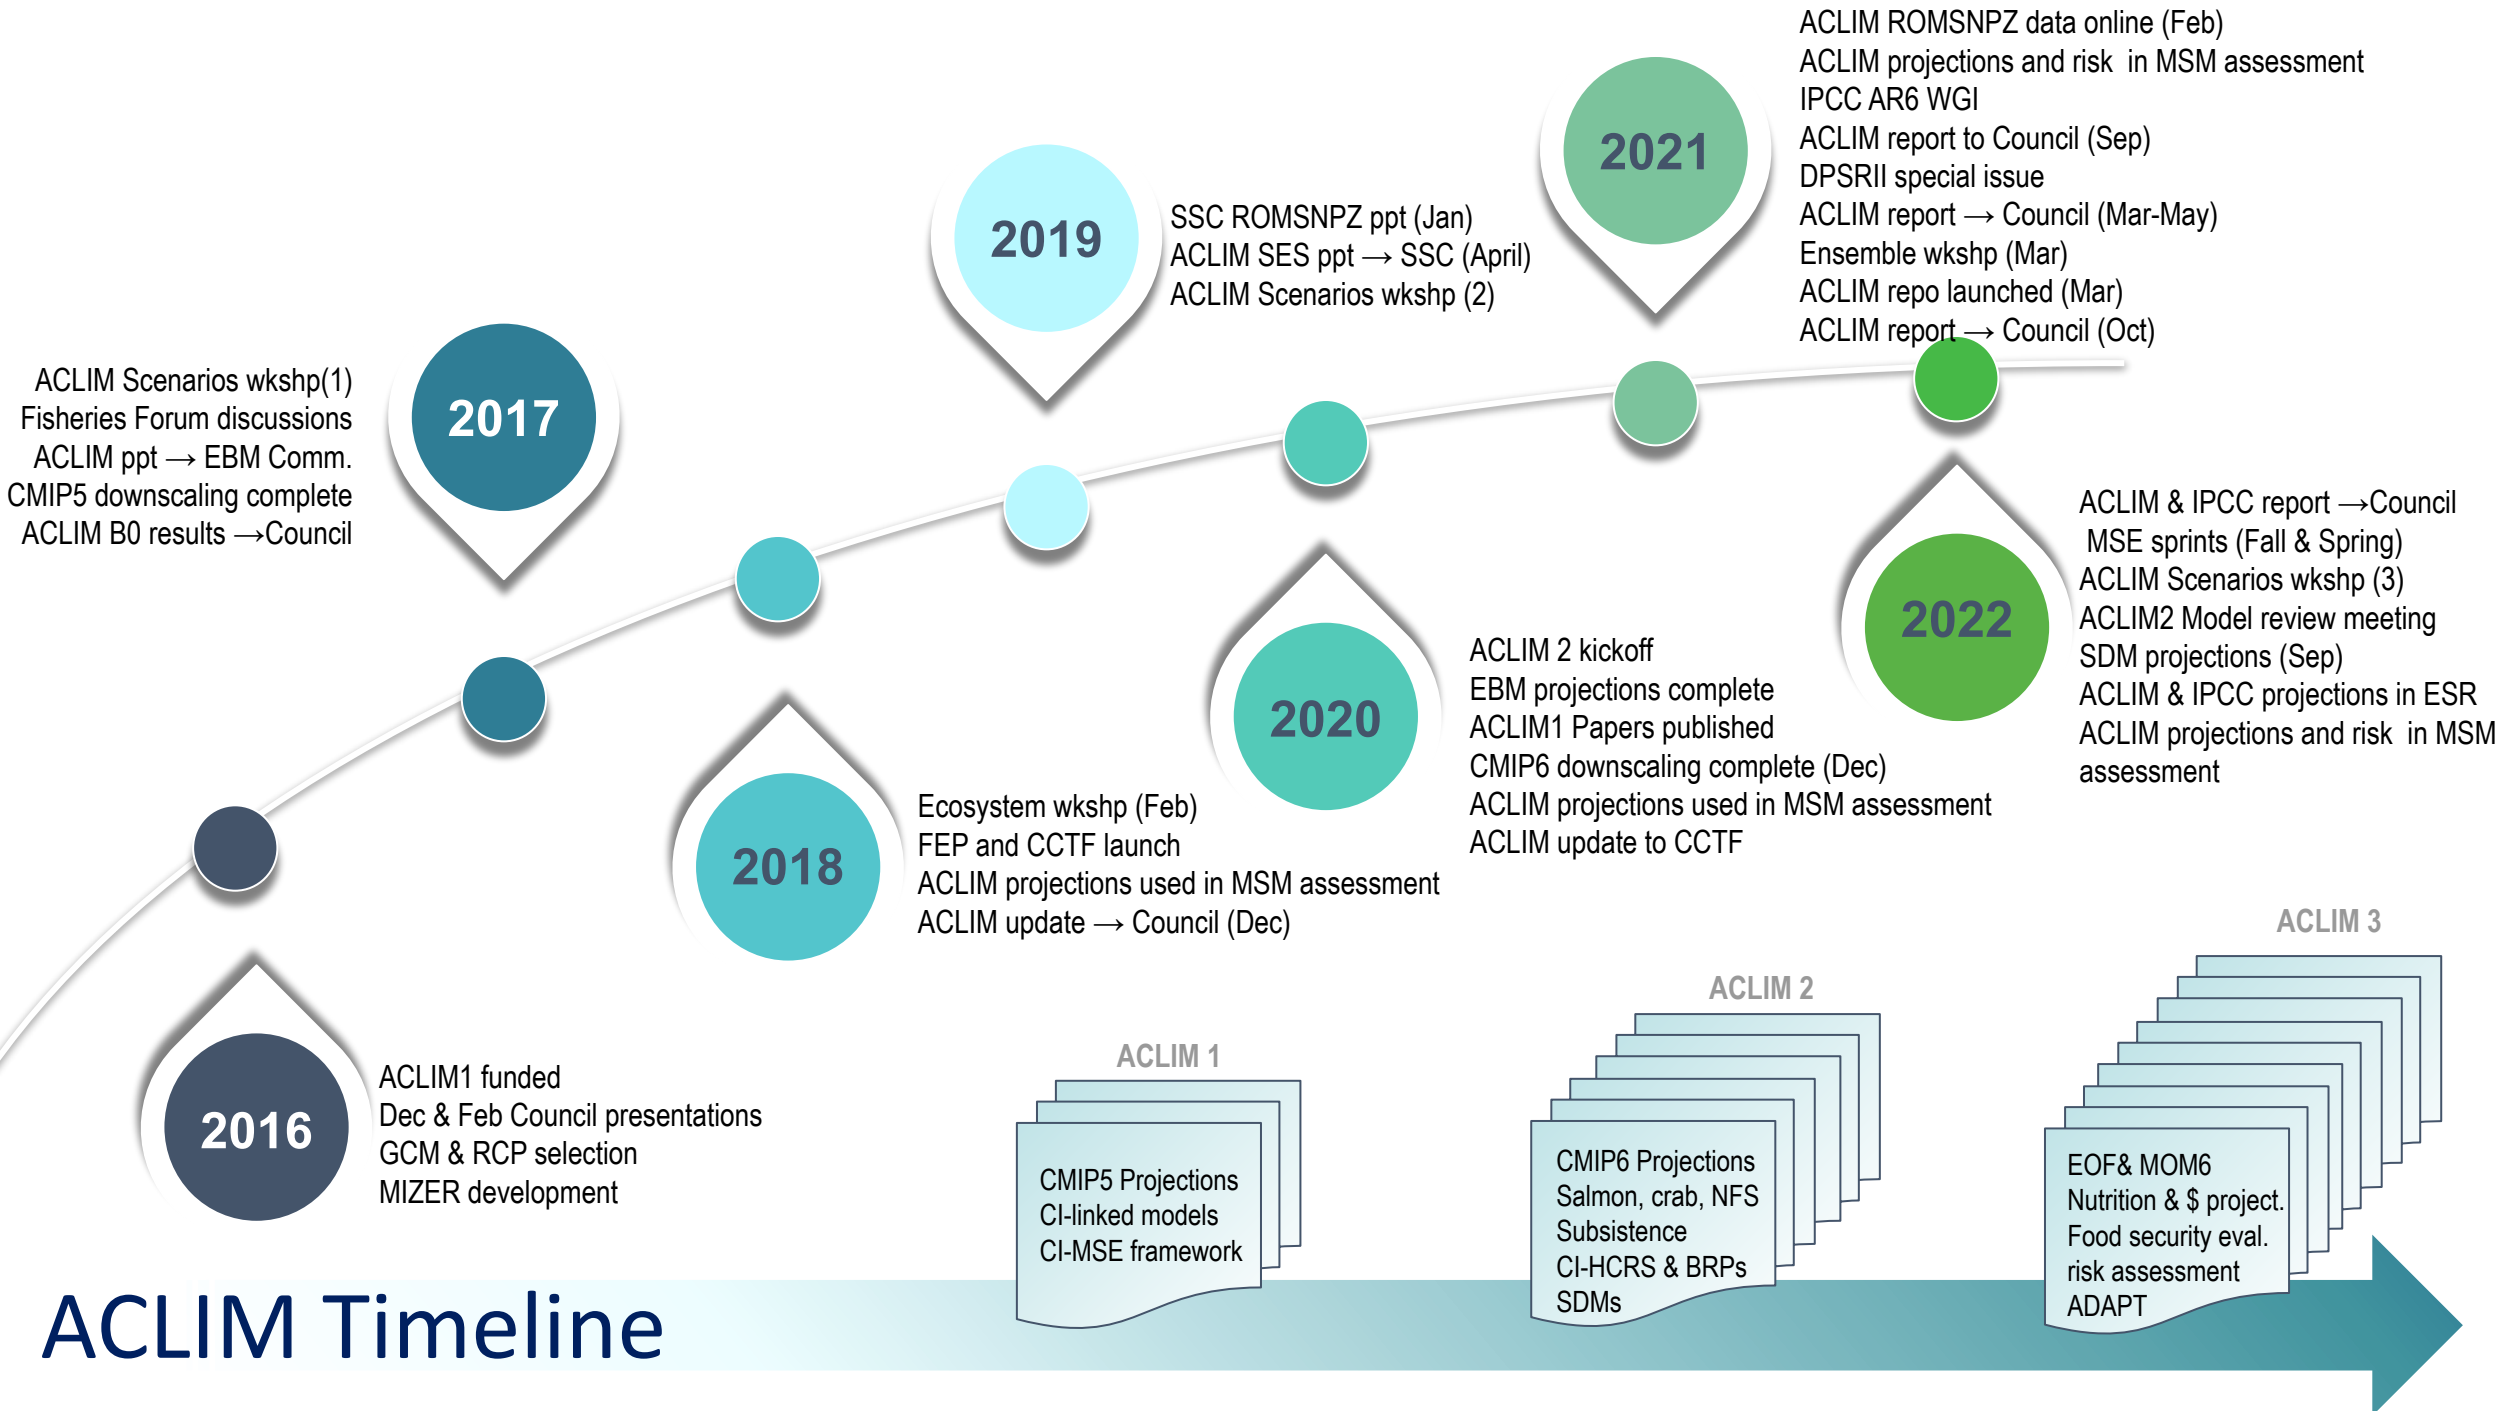 ACLIM ROMSNPZ data online (Feb)
ACLIM projections and risk  in MSM assessment
IPCC AR6 WGI
ACLIM report to Council (Sep)
DPSRII special issue
ACLIM report → Council (Mar-May)
Ensemble wkshp (Mar)
ACLIM repo launched (Mar)
ACLIM report → Council (Oct)
2021
2019
SSC ROMSNPZ ppt (Jan)
ACLIM SES ppt → SSC (April)
ACLIM Scenarios wkshp (2)
ACLIM Scenarios wkshp(1)
Fisheries Forum discussions
ACLIM ppt → EBM Comm.
CMIP5 downscaling complete
ACLIM B0 results →Council
2017
2022
ACLIM & IPCC report →Council
MSE sprints (Fall & Spring)
ACLIM Scenarios wkshp (3)
ACLIM2 Model review meeting
SDM projections (Sep)
ACLIM & IPCC projections in ESR
ACLIM projections and risk  in MSM
assessment
2020
ACLIM 2 kickoff
EBM projections complete
ACLIM1 Papers published
CMIP6 downscaling complete (Dec)
ACLIM projections used in MSM assessment
ACLIM update to CCTF
2018
Ecosystem wkshp (Feb)
FEP and CCTF launch
ACLIM projections used in MSM assessment
ACLIM update → Council (Dec)
2016
ACLIM1 funded
Dec & Feb Council presentations
GCM & RCP selection
MIZER development
ACLIM 1
CMIP5 Projections
CI-linked models
CI-MSE framework
ACLIM 2
CMIP6 Projections
Salmon, crab, NFS
Subsistence
CI-HCRS & BRPs
SDMs
ACLIM 3
EOF& MOM6
Nutrition & $ project.
Food security eval.
risk assessment
ADAPT
ACLIM Timeline